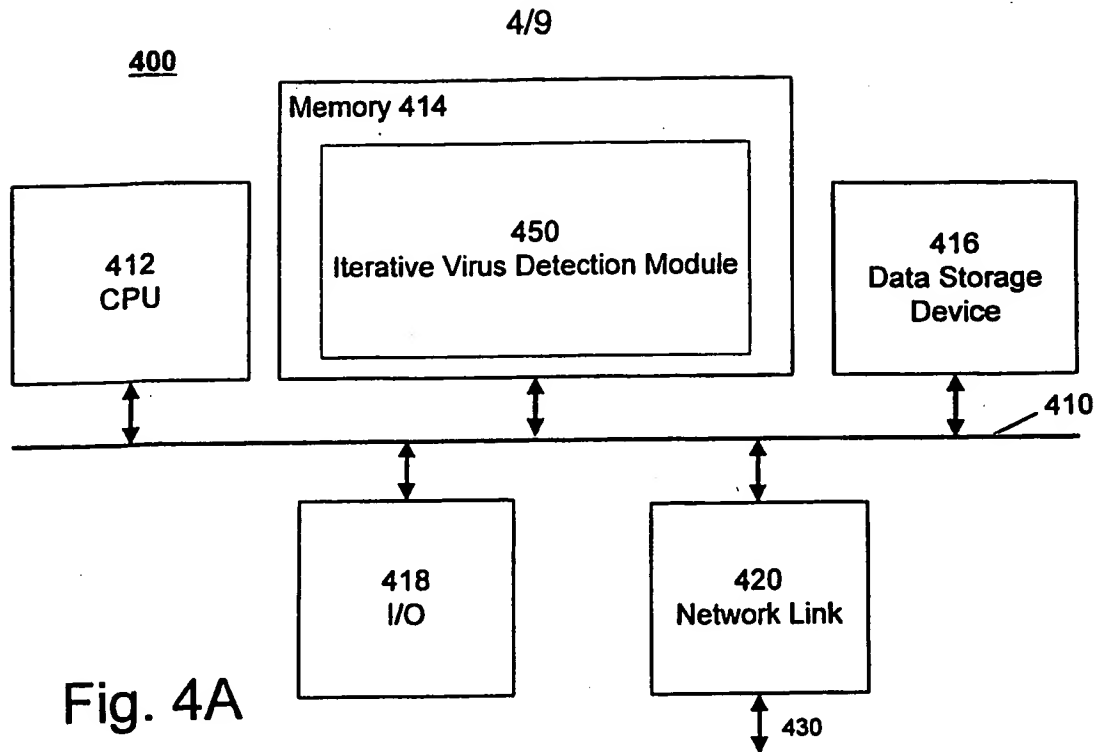 4/9
400
Memory 414
450
Iterative Virus Detection Module
412
CPU
416
Data Storage
Device
410
418
I/O
420
Network Link
430
Fig. 4A